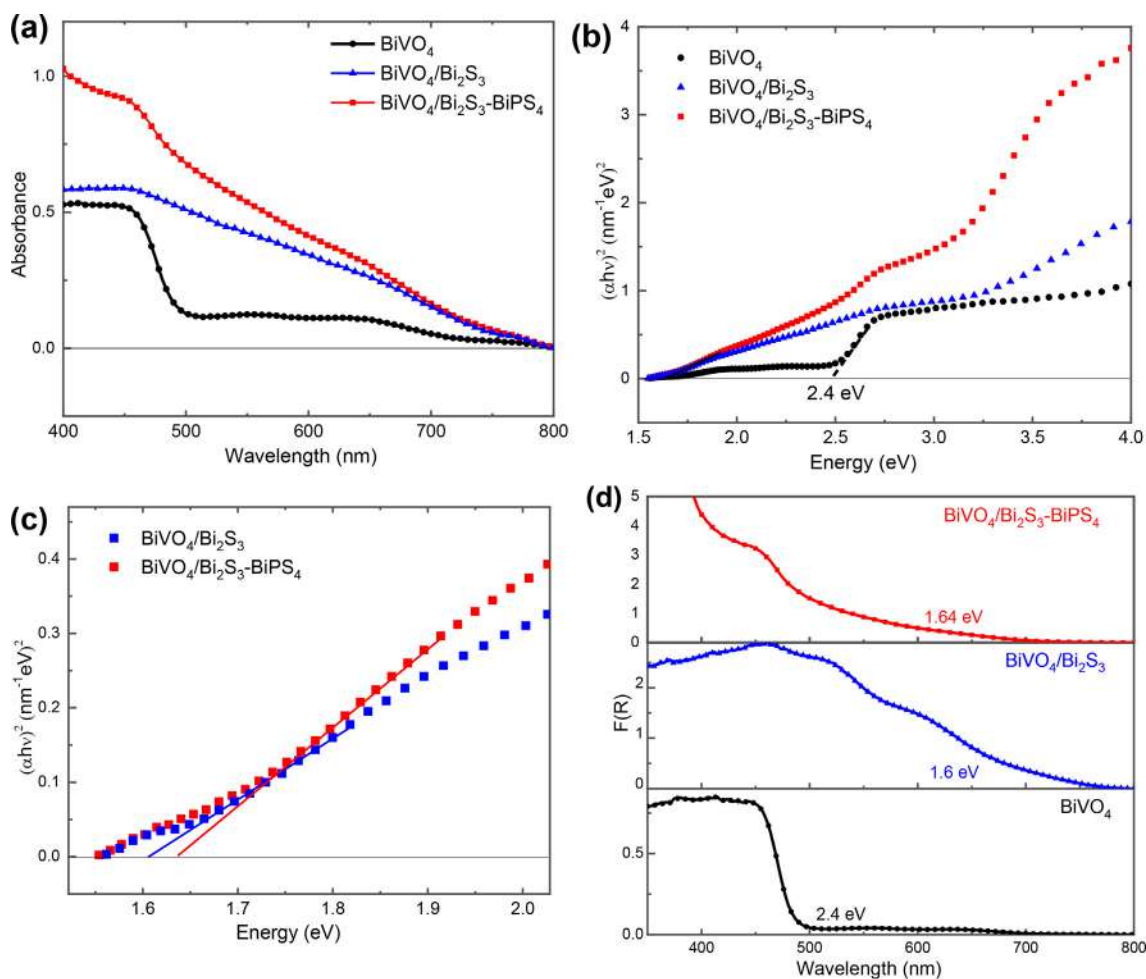 (a)
BiVO₄
BiVO₄/Bi₂S₃
BiVO₄/Bi₂S₃-BiPS₄
Absorbance
1.0
0.5
0.0
400 500 600 700 800
Wavelength (nm)
(b)
BiVO₄
BiVO₄/Bi₂S₃
BiVO₄/Bi₂S₃-BiPS₄
(αhν)² (nm⁻¹eV)²
4
3
2
1
0
2.4 eV
1.5 2.0 2.5 3.0 3.5 4.0
Energy (eV)
(c)
BiVO₄/Bi₂S₃
BiVO₄/Bi₂S₃-BiPS₄
(αhν)² (nm⁻¹eV)²
0.4
0.3
0.2
0.1
0.0
1.6 1.7 1.8 1.9 2.0
Energy (eV)
(d)
F(R)
5
4
3
2
1
0
BiVO₄/Bi₂S₃-BiPS₄
1.64 eV
2
1
0
BiVO₄/Bi₂S₃
1.6 eV
0.5
0.0
BiVO₄
2.4 eV
400 500 600 700 800
Wavelength (nm)